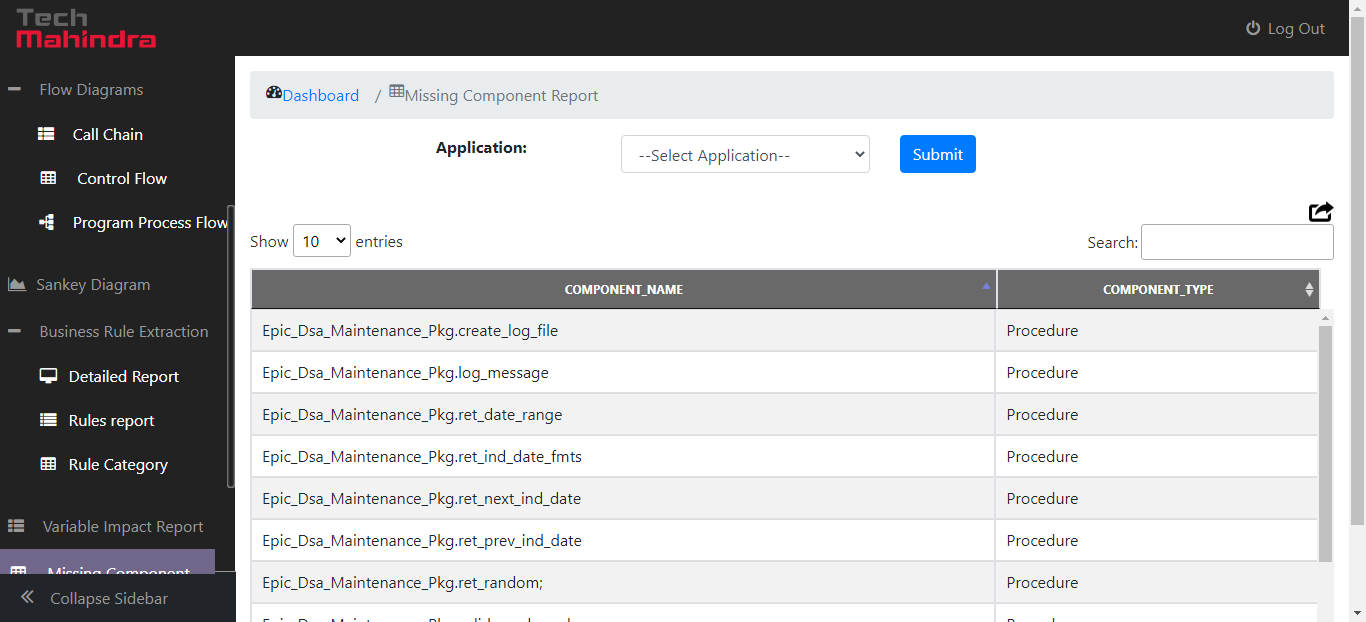 Tech
Mahindra
Log Out
Flow Diagrams
Call Chain
Control Flow
Program Process Flow
Sankey Diagram
Business Rule Extraction
Detailed Report
Rules report
Rule Category
Variable Impact Report
Missing Component
Collapse Sidebar
Dashboard / Missing Component Report
Application: --Select Application-- Submit
Show 10 entries Search:
COMPONENT_NAME COMPONENT_TYPE
Epic_Dsa_Maintenance_Pkg.create_log_file Procedure
Epic_Dsa_Maintenance_Pkg.log_message Procedure
Epic_Dsa_Maintenance_Pkg.ret_date_range Procedure
Epic_Dsa_Maintenance_Pkg.ret_ind_date_fmts Procedure
Epic_Dsa_Maintenance_Pkg.ret_next_ind_date Procedure
Epic_Dsa_Maintenance_Pkg.ret_prev_ind_date Procedure
Epic_Dsa_Maintenance_Pkg.ret_random; Procedure